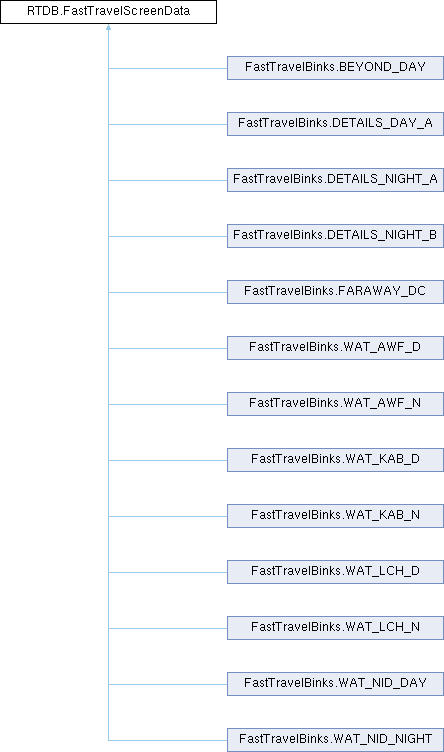 RTDB.FastTravelScreenData
FastTravelBinks.BEYOND_DAY
FastTravelBinks.DETAILS_DAY_A
FastTravelBinks.DETAILS_NIGHT_A
FastTravelBinks.DETAILS_NIGHT_B
FastTravelBinks.FARAWAY_DC
FastTravelBinks.WAT_AWF_D
FastTravelBinks.WAT_AWF_N
FastTravelBinks.WAT_KAB_D
FastTravelBinks.WAT_KAB_N
FastTravelBinks.WAT_LCH_D
FastTravelBinks.WAT_LCH_N
FastTravelBinks.WAT_NID_DAY
FastTravelBinks.WAT_NID_NIGHT